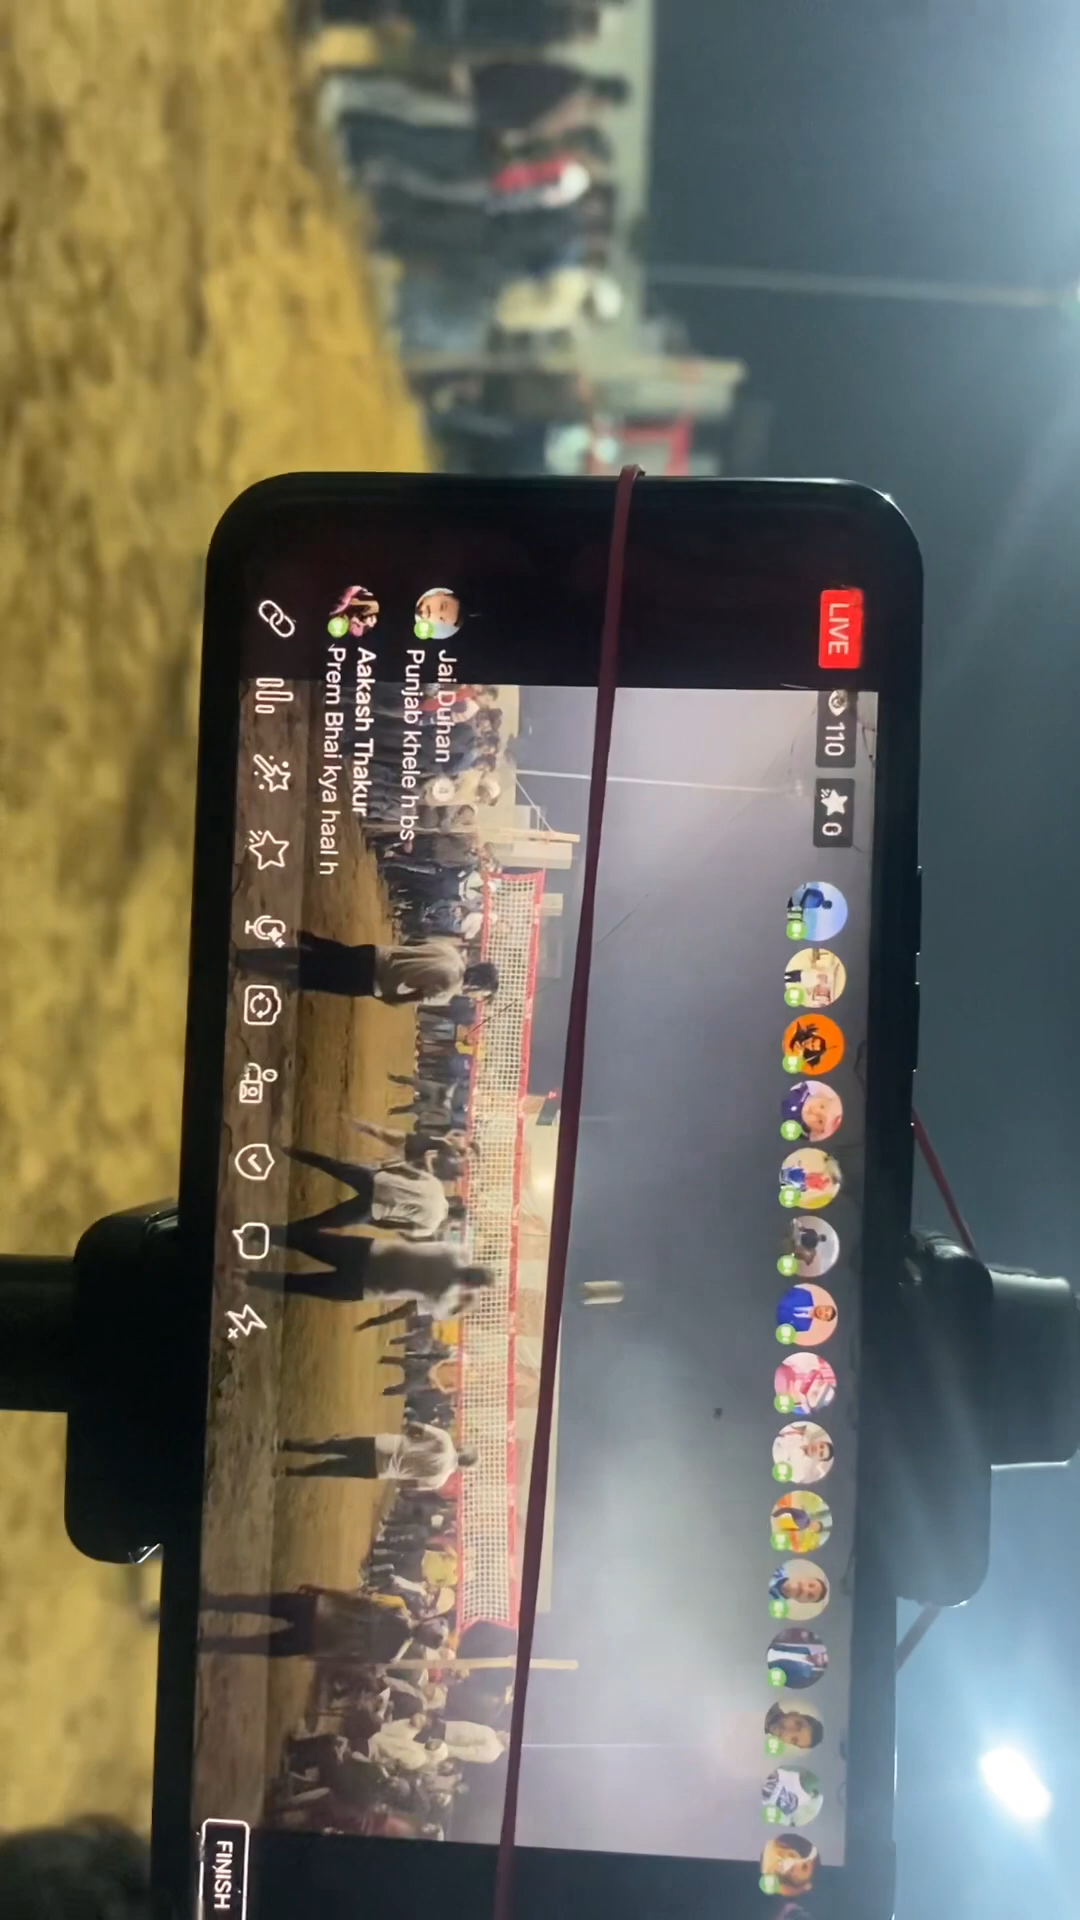 LIVE
110
0
Jai Duhan
Punjab khele h bs
Aakash Thakur
Prem Bhai kya haal h
FINISH